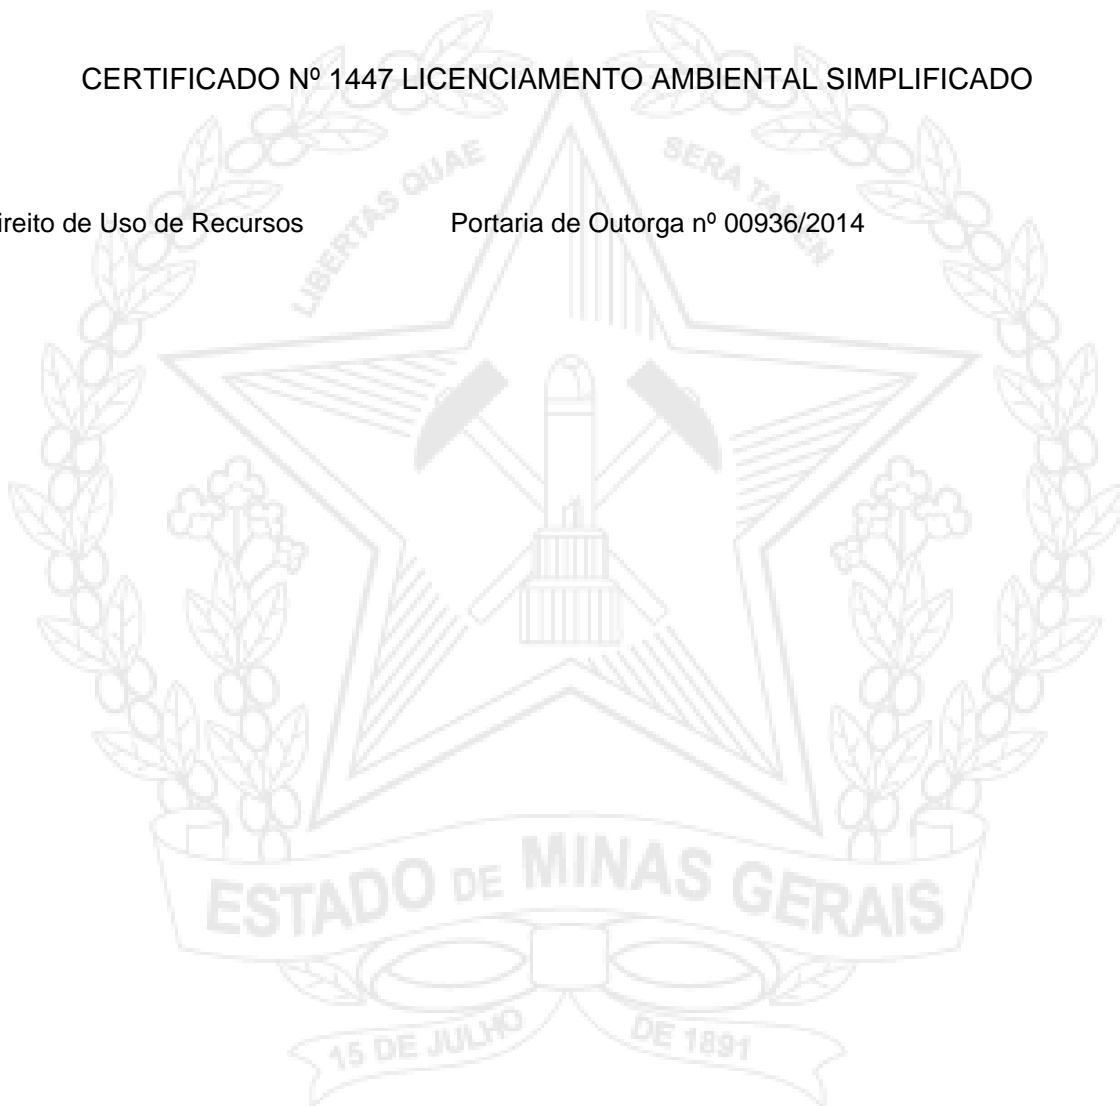 CERTIFICADO Nº 1447 LICENCIAMENTO AMBIENTAL SIMPLIFICADO
LIBERTAS QUAE SERA TAMEN
ireito de Uso de Recursos Portaria de Outorga nº 00936/2014
ESTADO DE MINAS GERAIS
15 DE JULHO DE 1891